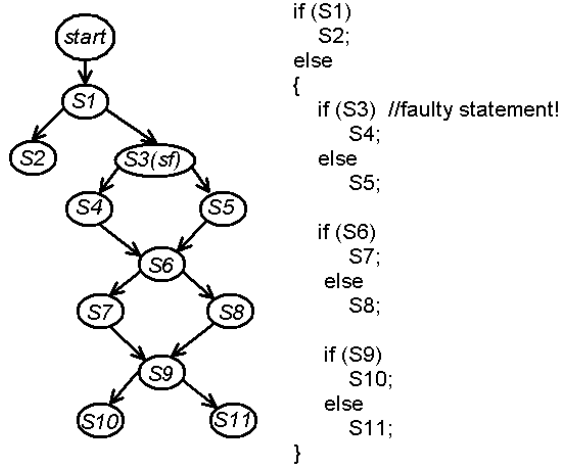 start
S1
S2
S3(sf)
S4
S5
S6
S7
S8
S9
S10
S11
if (S1)
S2;
else
{
if (S3) //faulty statement!
S4;
else
S5;
if (S6)
S7;
else
S8;
if (S9)
S10;
else
S11;
}